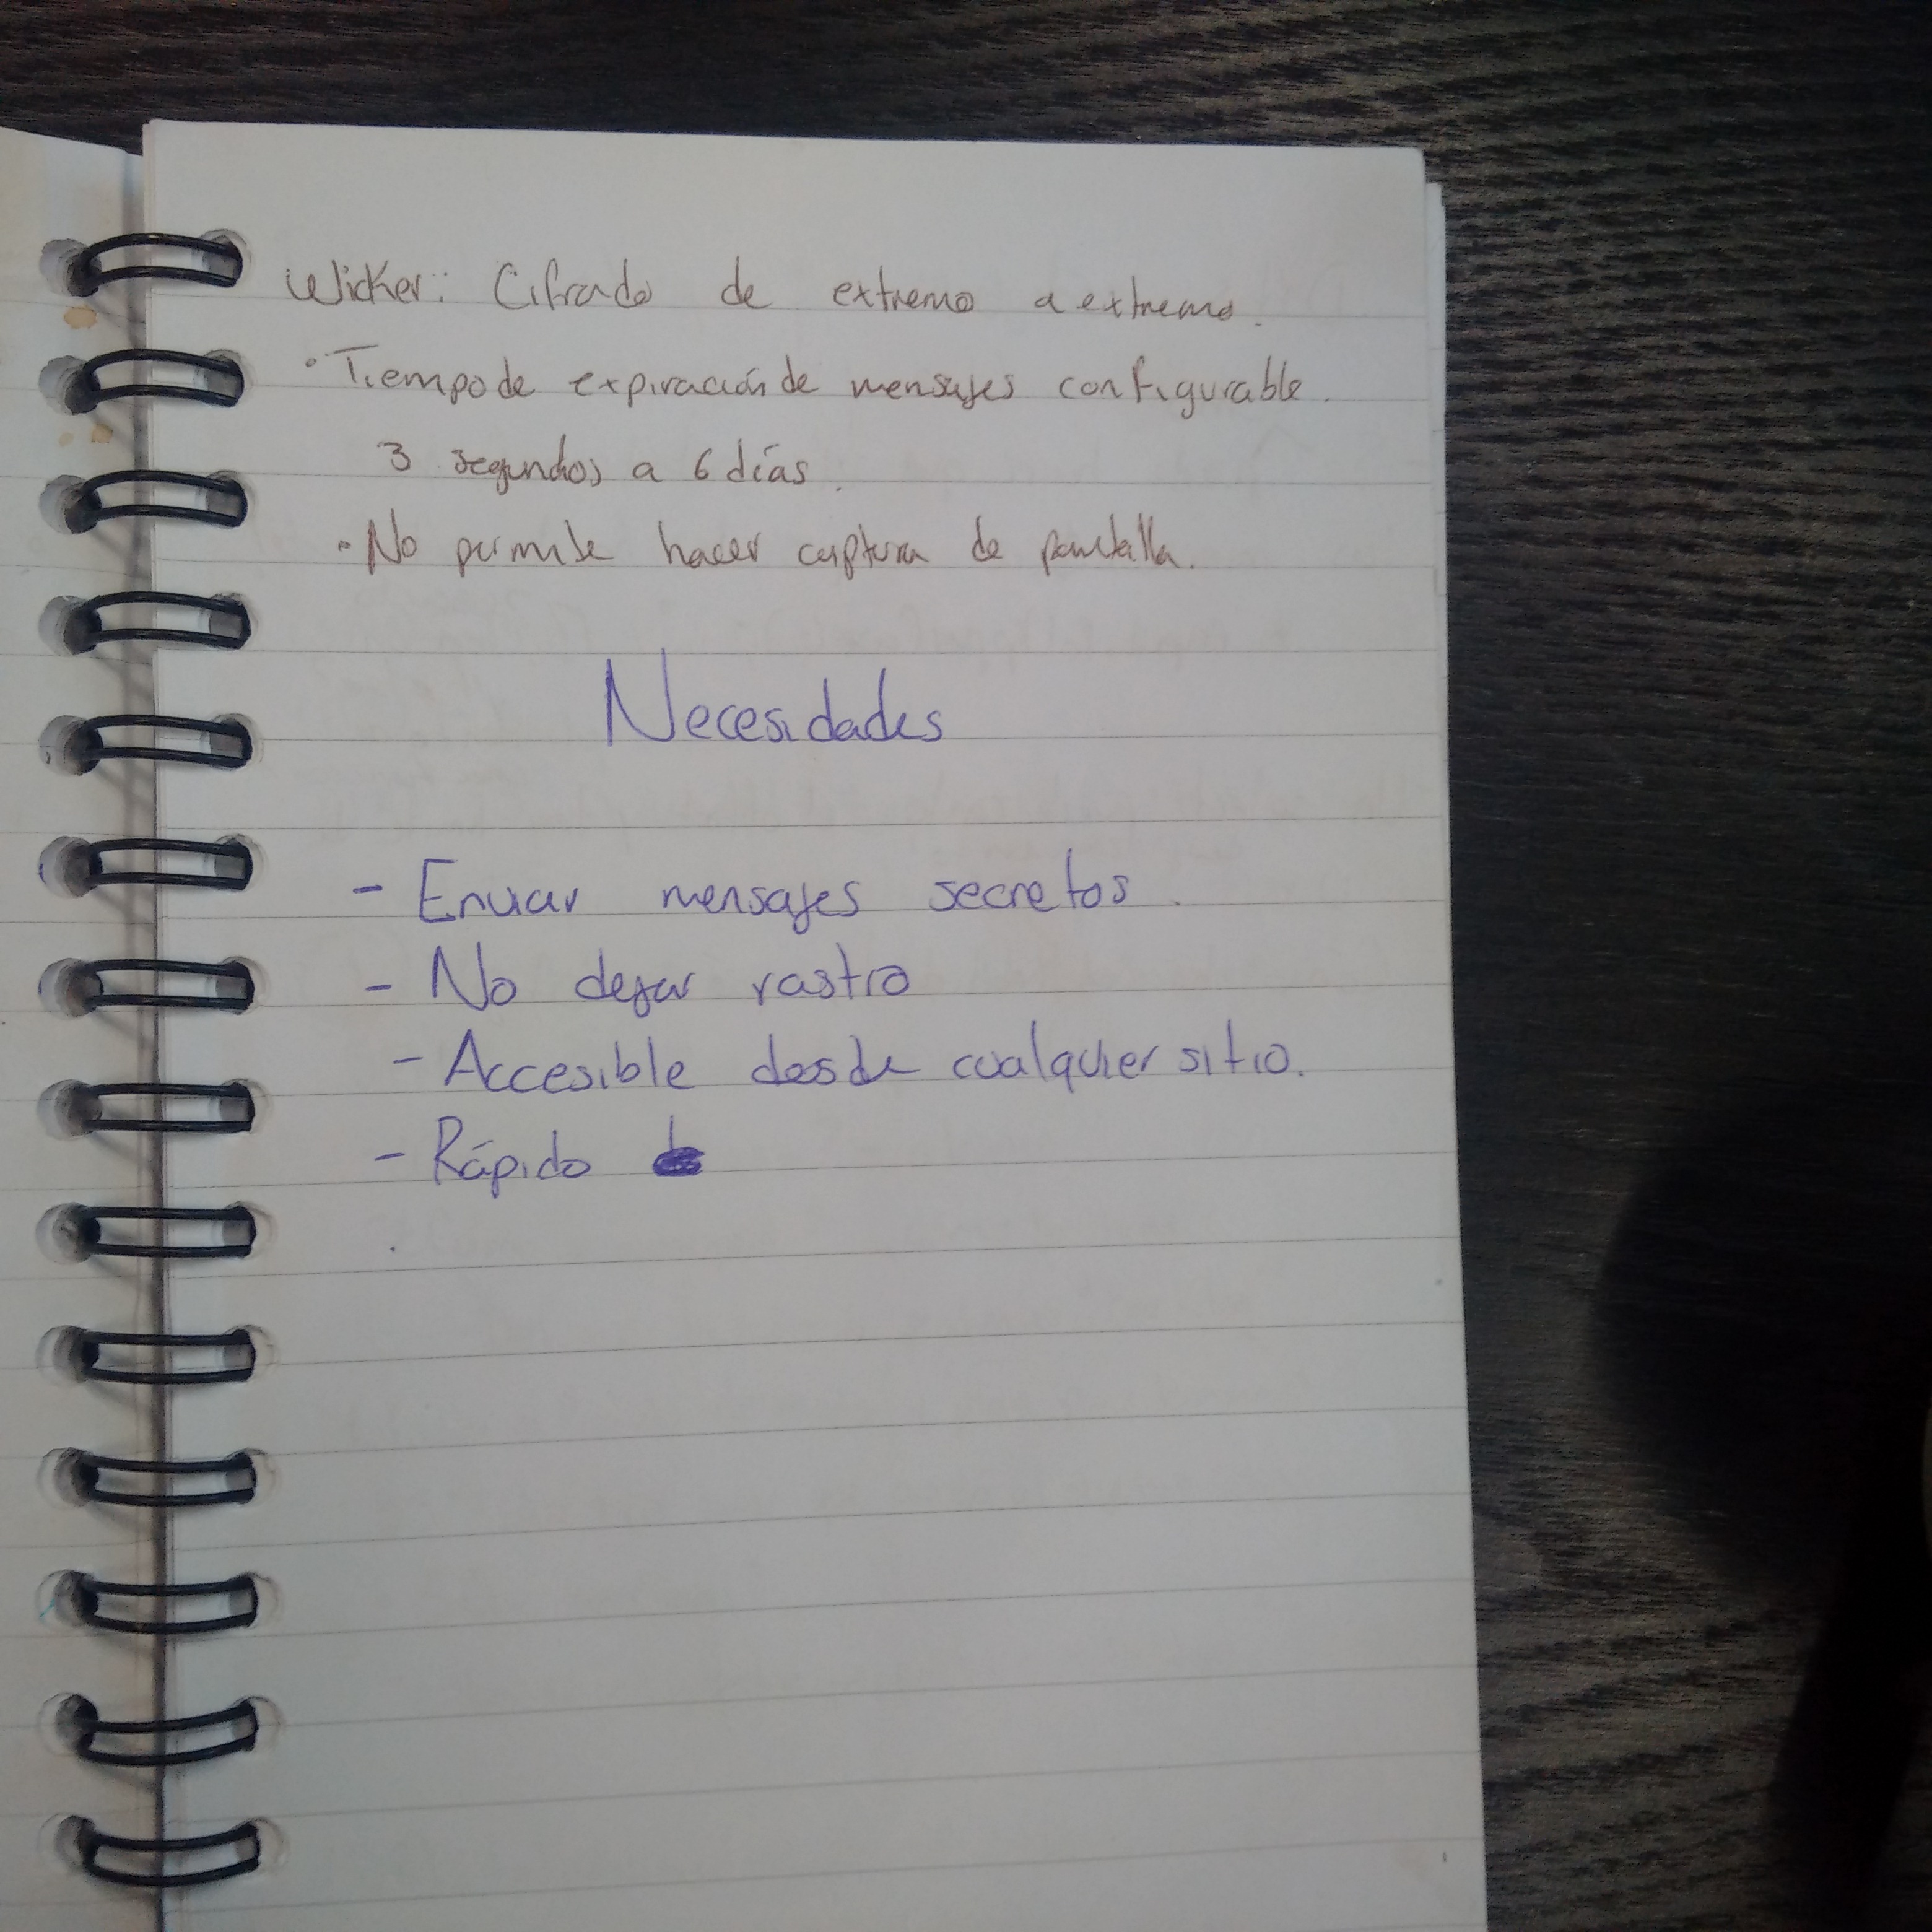 Wicker: Cifrado de extremo a extremo.
· Tiempo de expiración de mensajes configurable.
3 segundos a 6 días.
· No permite hacer captura de pantalla.
Necesidades
- Enviar mensajes secretos.
- No dejar rastro
- Accesible desde cualquier sitio.
- Rápido